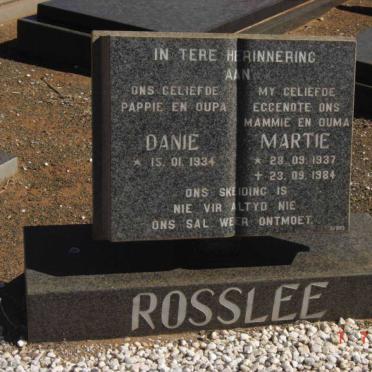 IN TERE HERINNERING
AAN
ONS GELIEFDE
PAPPIE EN OUPA
DANIE
* 15. 01. 1934
MY GELIEFDE
EGGENOTE ONS
MAMMIE EN OUMA
MARTIE
* 28. 09. 1937
+ 23. 09. 1984
ONS SKEIDING IS
NIE VIR ALTYD NIE
ONS SAL WEER ONTMOET.
ROSSLEE